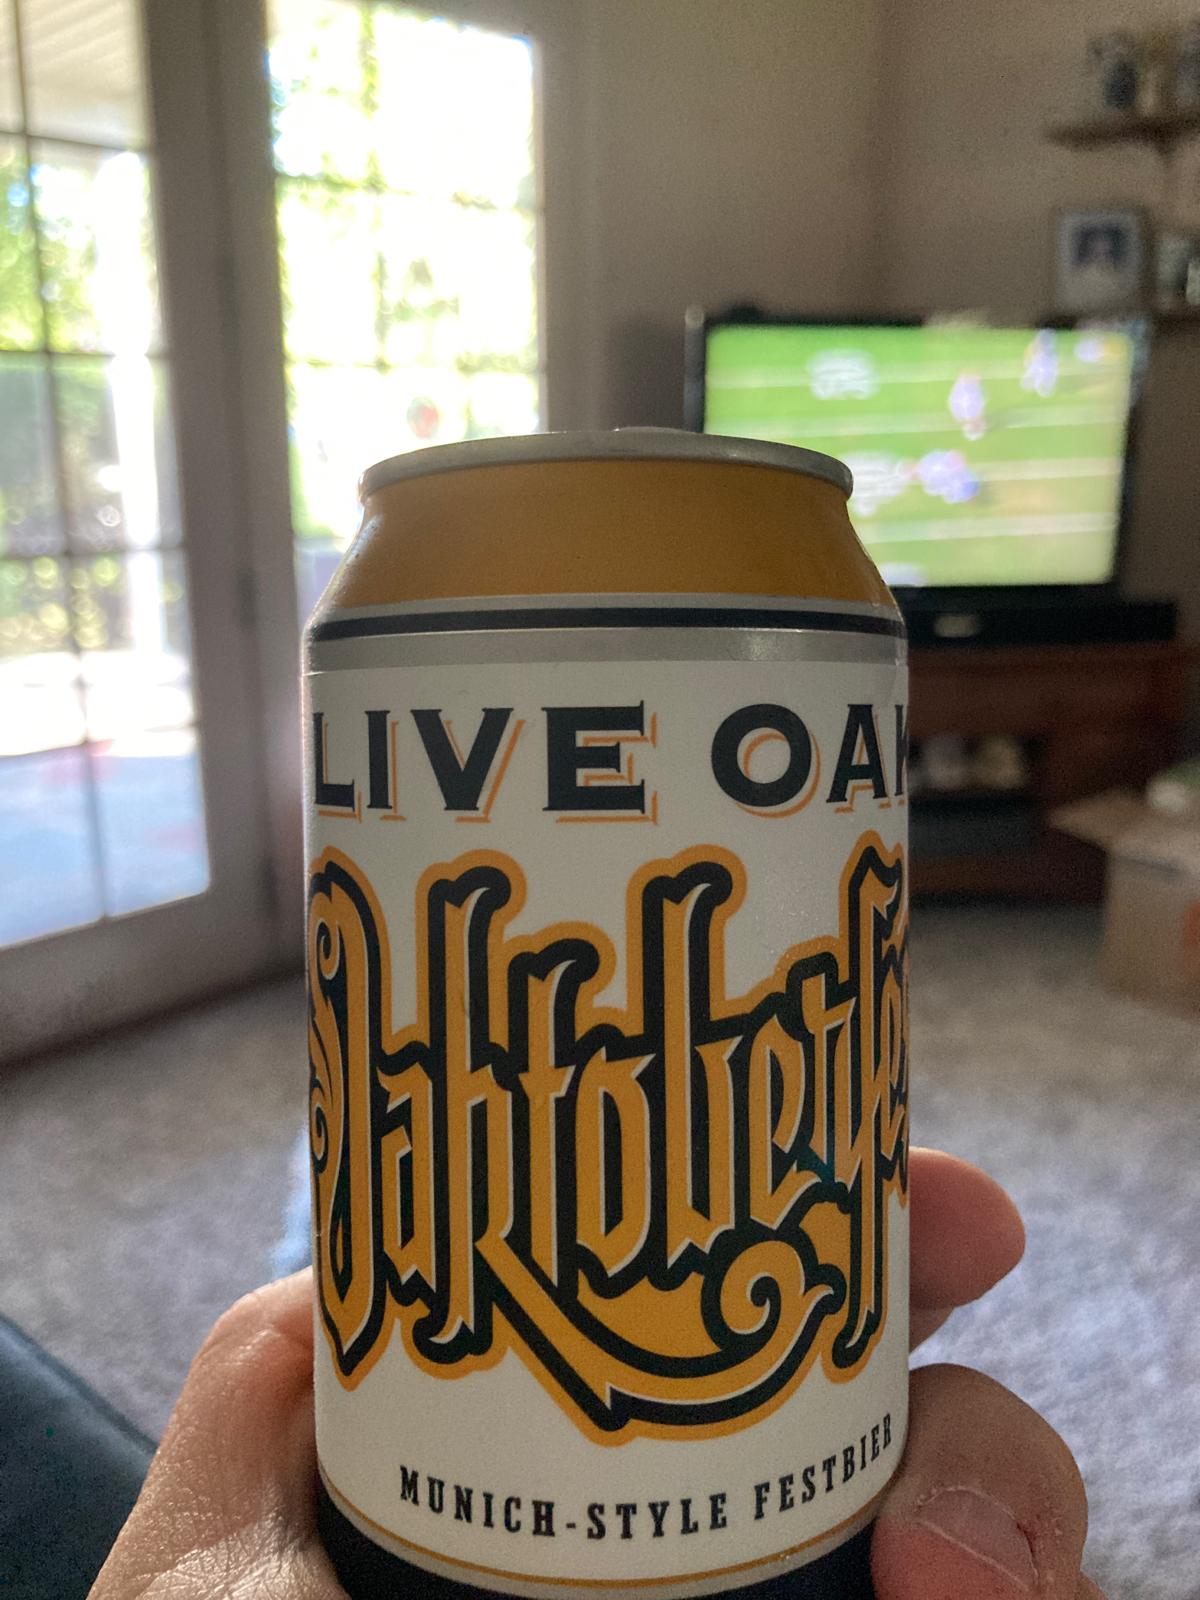 LIVE OAK
Oaktoberfes
MUNICH-STYLE FESTBIER